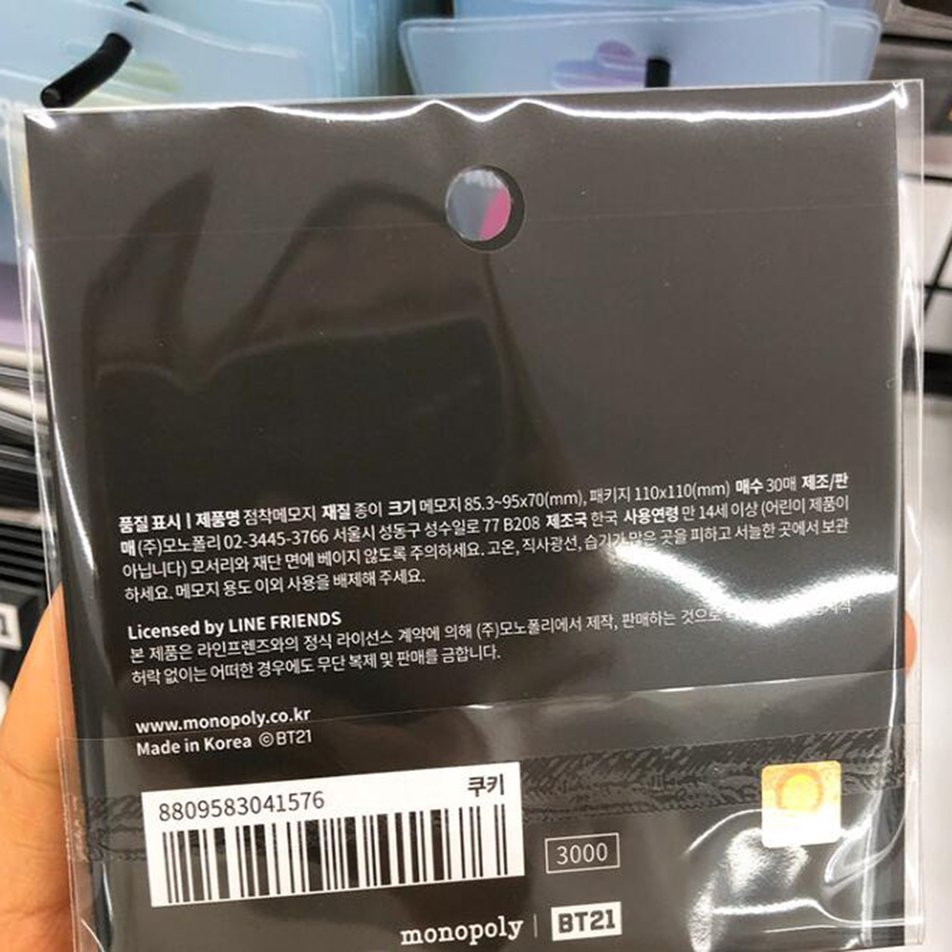 품질 표시 | 제품명 점착메모지 재질 종이 크기 메모지 85.3~95x70(mm), 패키지 110x110(mm) 매수 30매 제조/판
매 (주)모노폴리 02-3445-3766 서울시 성동구 성수일로 77 B208 제조국 한국 사용연령 만 14세 이상 (어린이 제품이
아닙니다) 모서리와 재단 면에 베이지 않도록 주의하세요. 고온, 직사광선, 습기가 많은 곳을 피하고 서늘한 곳에서 보관
하세요. 메모지 용도 이외 사용을 배제해 주세요.
Licensed by LINE FRIENDS
본 제품은 라인프렌즈와의 정식 라이선스 계약에 의해 (주)모노폴리에서 제작, 판매하는 것으로
허락 없이는 어떠한 경우에도 무단 복제 및 판매를 금합니다.
www.monopoly.co.kr
Made in Korea ©BT21
8809583041576 쿠키
3000
monopoly | BT21